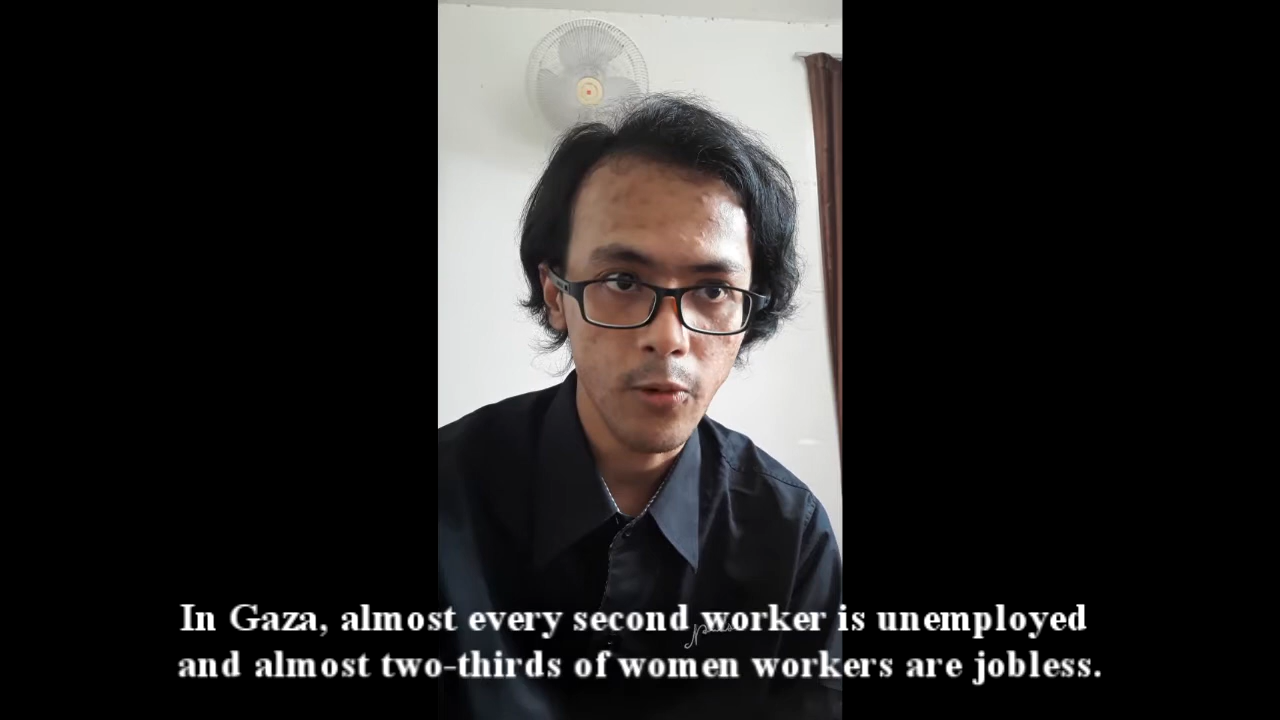 In Gaza, almost every second worker is unemployed
and almost two-thirds of women workers are jobless.